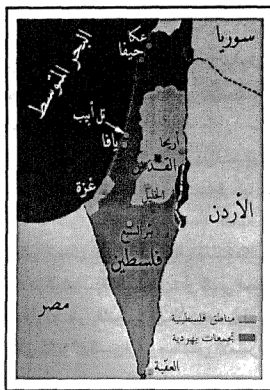 سوريا
عكا
حيفا
البحر المتوسط
تل أبيب
يافا
أريحا
القدس
غزة
الخليل
الأردن
بئر السبع
فلسطين
مصر
مناطق فلسطينية
تجمعات يهودية
العقبة